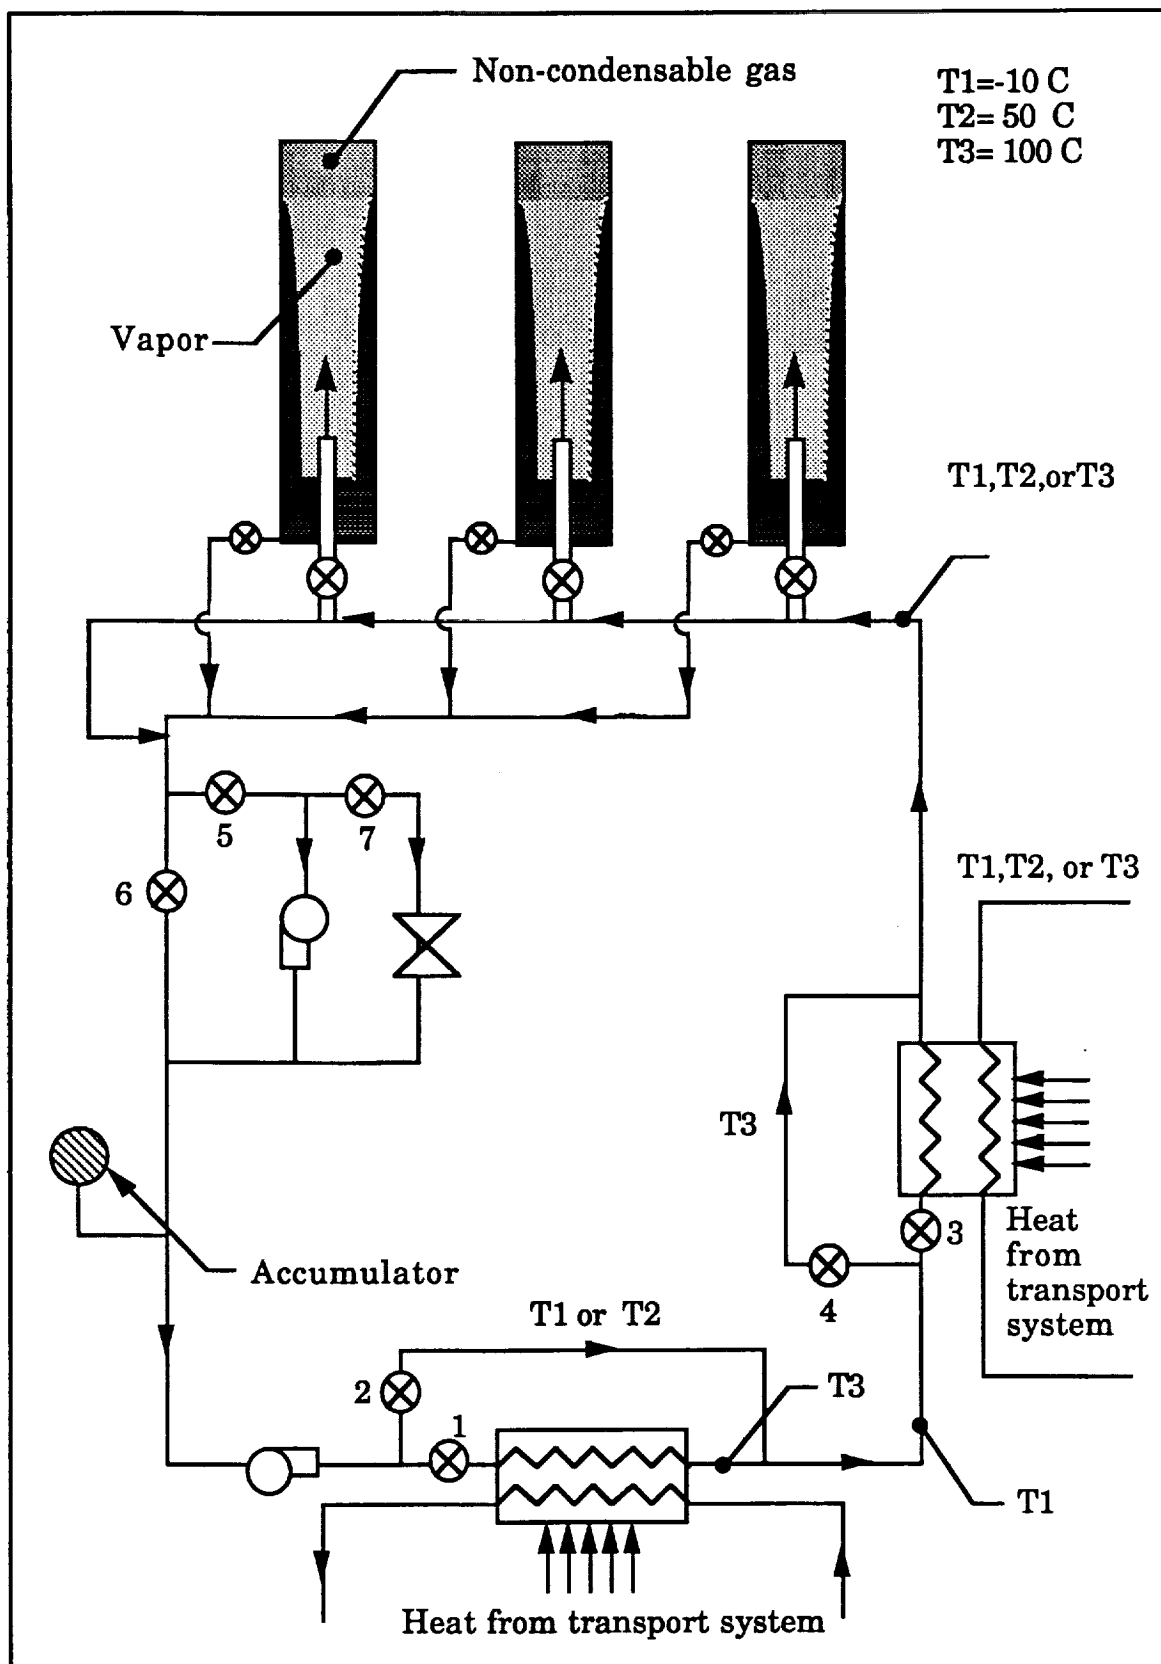 Non-condensable gas
T1=-10 C
T2= 50 C
T3= 100 C
Vapor
T1,T2,orT3
5
7
6
T1,T2, or T3
T3
3
Heat
from
transport
system
4
Accumulator
T1 or T2
2
T3
1
T1
Heat from transport system